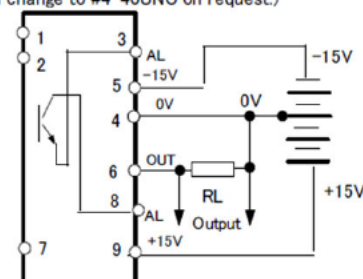 n change to #4-40UNC on request.)
1
3
AL
2
-15V
-15V
5
0V
0V
4
OUT
6
RL
8
AL
Output
+15V
7
+15V
9